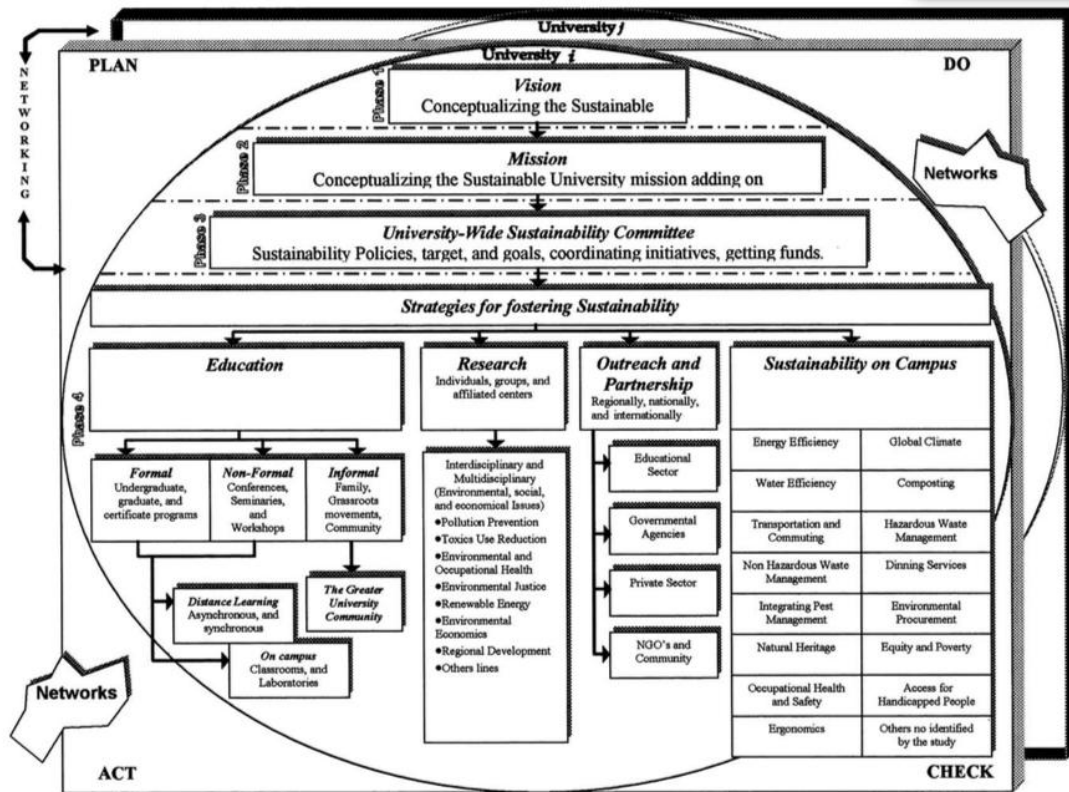 University j
University i
PLAN
DO
NETWORKING
Phase 1
Vision
Conceptualizing the Sustainable
Phase 2
Mission
Conceptualizing the Sustainable University mission adding on
Networks
Phase 3
University-Wide Sustainability Committee
Sustainability Policies, target, and goals, coordinating initiatives, getting funds.
Strategies for fostering Sustainability
Phase 4
Education
Research
Individuals, groups, and
affiliated centers
Outreach and
Partnership
Regionally, nationally,
and internationally
Sustainability on Campus
Formal
Undergraduate,
graduate, and
certificate programs
Non-Formal
Conferences,
Seminaries,
and
Workshops
Informal
Family,
Grassroots
movements,
Community
Distance Learning
Asynchronous, and
synchronous
On campus
Classrooms, and
Laboratories
The Greater
University
Community
Interdisciplinary and
Multidisciplinary
(Environmental, social,
and economical Issues)
●Pollution Prevention
●Toxics Use Reduction
●Environmental and
Occupational Health
●Environmental Justice
●Renewable Energy
●Environmental
Economics
●Regional Development
●Others lines
Educational
Sector
Governmental
Agencies
Private Sector
NGO's and
Community
Energy Efficiency
Global Climate
Water Efficiency
Composting
Transportation and
Commuting
Hazardous Waste
Management
Non Hazardous Waste
Management
Dinning Services
Integrating Pest
Management
Environmental
Procurement
Natural Heritage
Equity and Poverty
Occupational Health
and Safety
Access for
Handicapped People
Ergonomics
Others no identified
by the study
Networks
ACT
CHECK